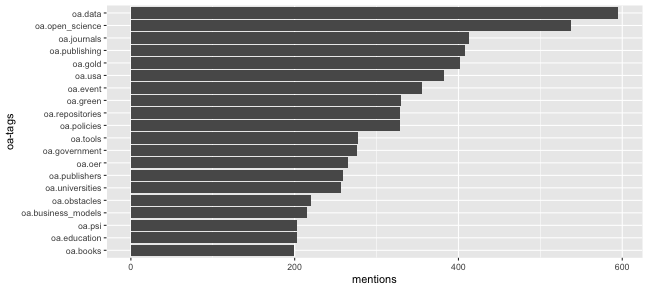 oa.data
oa.open_science
oa.journals
oa.publishing
oa.gold
oa.usa
oa.event
oa.green
oa.repositories
oa.policies
oa.tools
oa.government
oa.oer
oa.publishers
oa.universities
oa.obstacles
oa.business_models
oa.psi
oa.education
oa.books
oa-tags
0 200 400 600
mentions